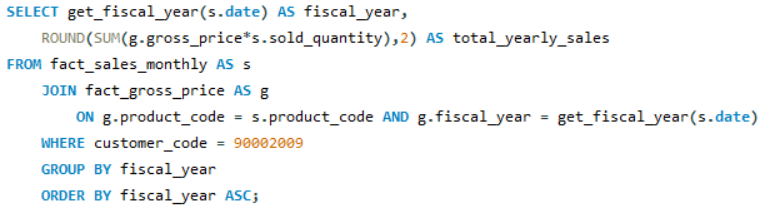 SELECT get_fiscal_year(s.date) AS fiscal_year,
ROUND(SUM(g.gross_price*s.sold_quantity),2) AS total_yearly_sales
FROM fact_sales_monthly AS s
JOIN fact_gross_price AS g
ON g.product_code = s.product_code AND g.fiscal_year = get_fiscal_year(s.date)
WHERE customer_code = 90002009
GROUP BY fiscal_year
ORDER BY fiscal_year ASC;